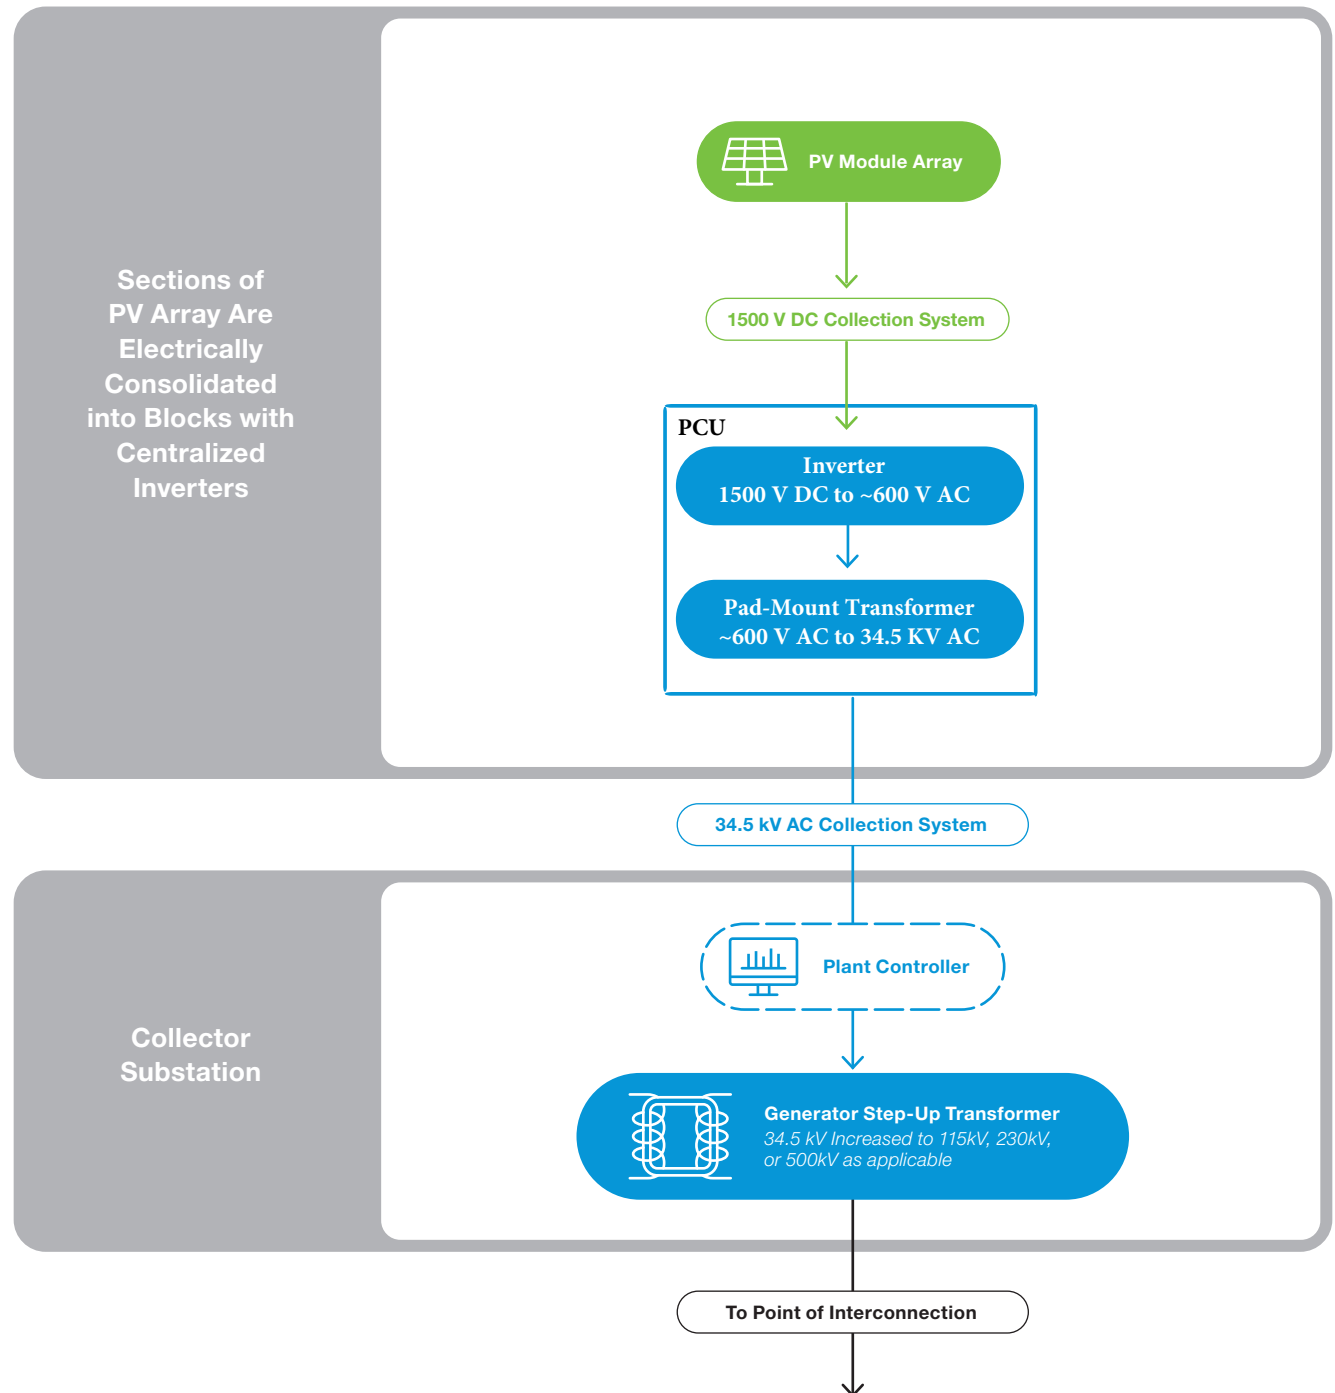 Sections of
PV Array Are
Electrically
Consolidated
into Blocks with
Centralized
Inverters
PV Module Array
1500 V DC Collection System
PCU
Inverter
1500 V DC to ~600 V AC
Pad-Mount Transformer
~600 V AC to 34.5 KV AC
34.5 kV AC Collection System
Collector
Substation
Plant Controller
Generator Step-Up Transformer
34.5 kV Increased to 115kV, 230kV,
or 500kV as applicable
To Point of Interconnection